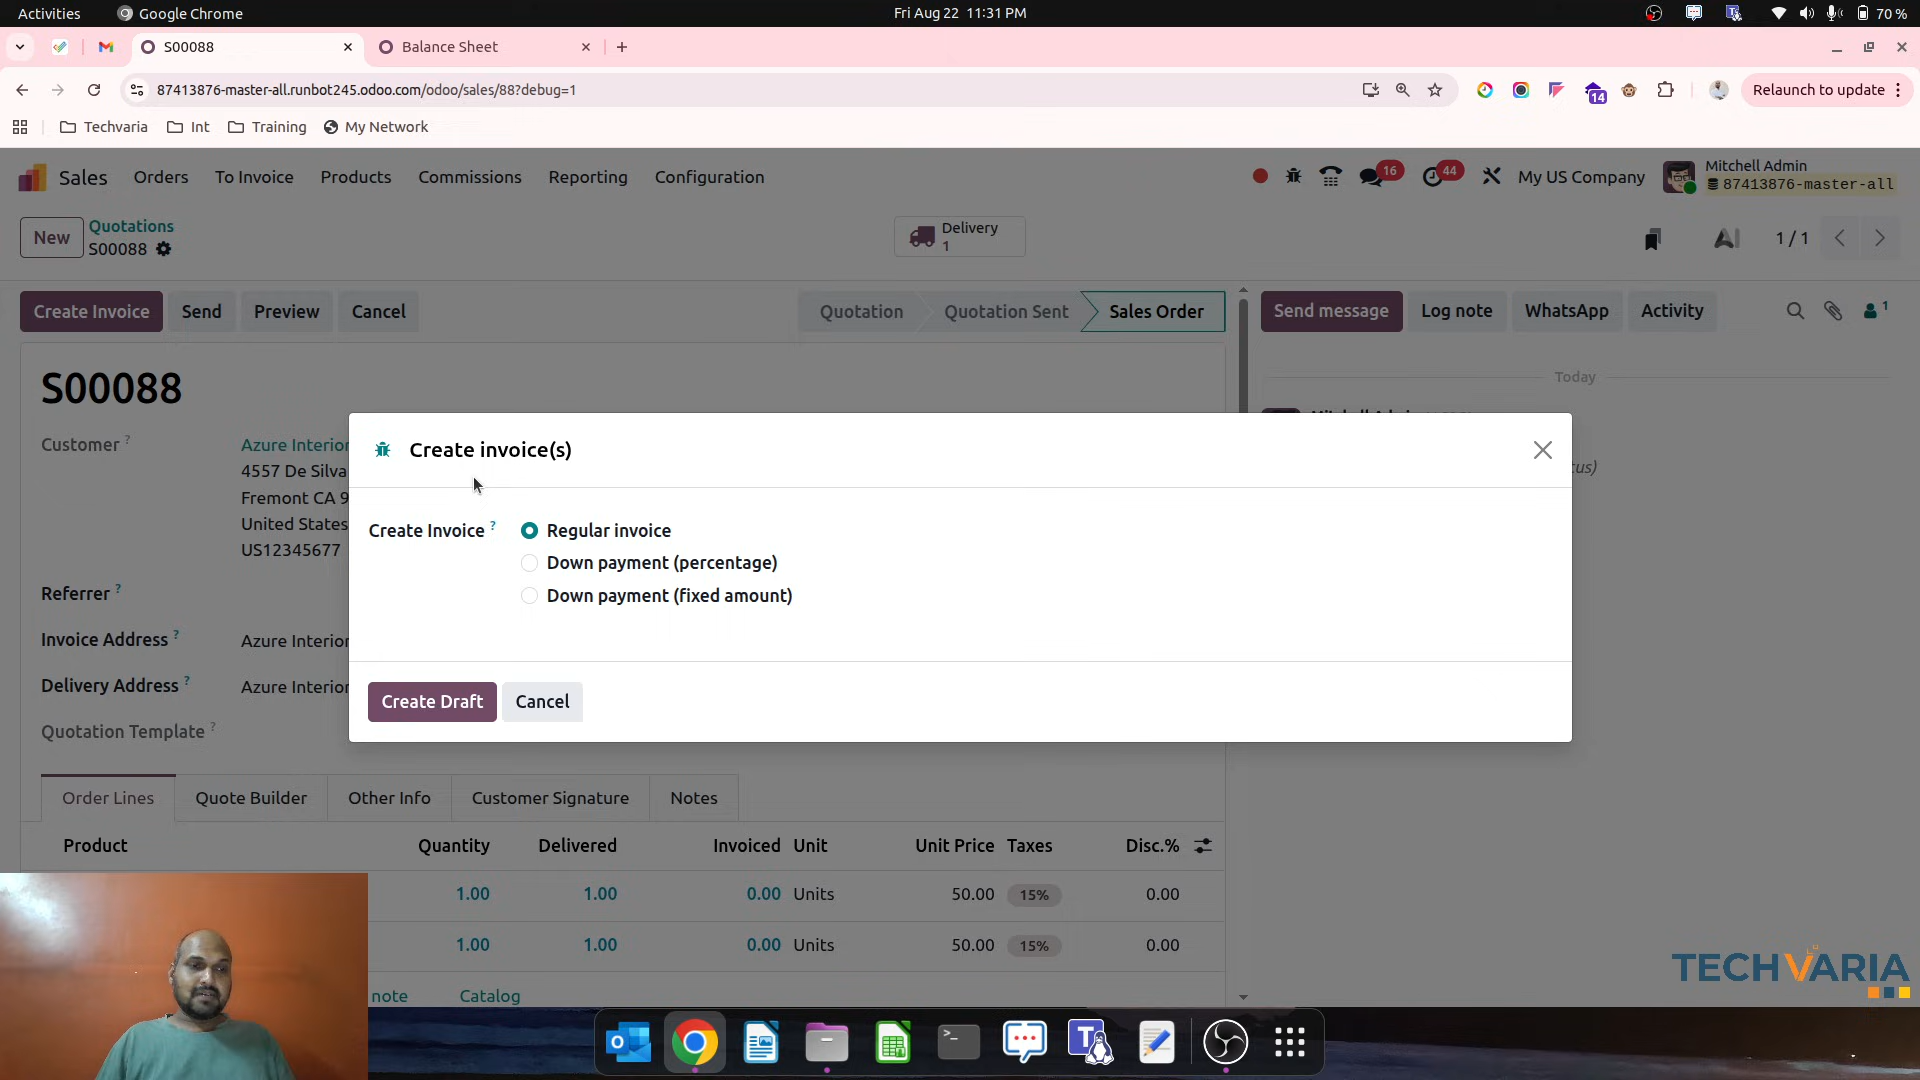 Activities
Google Chrome
Fri Aug 22 11:31 PM
70 %
S00088
Balance Sheet
87413876-master-all.runbot245.odoo.com/odoo/sales/88?debug=1
14
Relaunch to update
Techvaria
Int
Training
My Network
Sales
Orders
To Invoice
Products
Commissions
Reporting
Configuration
16
44
My US Company
Mitchell Admin
87413876-master-all
New
Quotations
S00088
Delivery
1
1 / 1
Create Invoice
Send
Preview
Cancel
Quotation
Quotation Sent
Sales Order
Send message
Log note
WhatsApp
Activity
1
S00088
Today
Customer ?
Azure Interior
4557 De Silva
Fremont CA 9
United States
US12345677
Referrer ?
Invoice Address ?
Azure Interior
Delivery Address ?
Azure Interior
Quotation Template ?
Create invoice(s)
Create Invoice ?
Regular invoice
Down payment (percentage)
Down payment (fixed amount)
Create Draft
Cancel
Order Lines
Quote Builder
Other Info
Customer Signature
Notes
Product
Quantity
Delivered
Invoiced
Unit
Unit Price
Taxes
Disc.%
1.00
1.00
0.00
Units
50.00
15%
0.00
1.00
1.00
0.00
Units
50.00
15%
0.00
note
Catalog
TECHVARIA